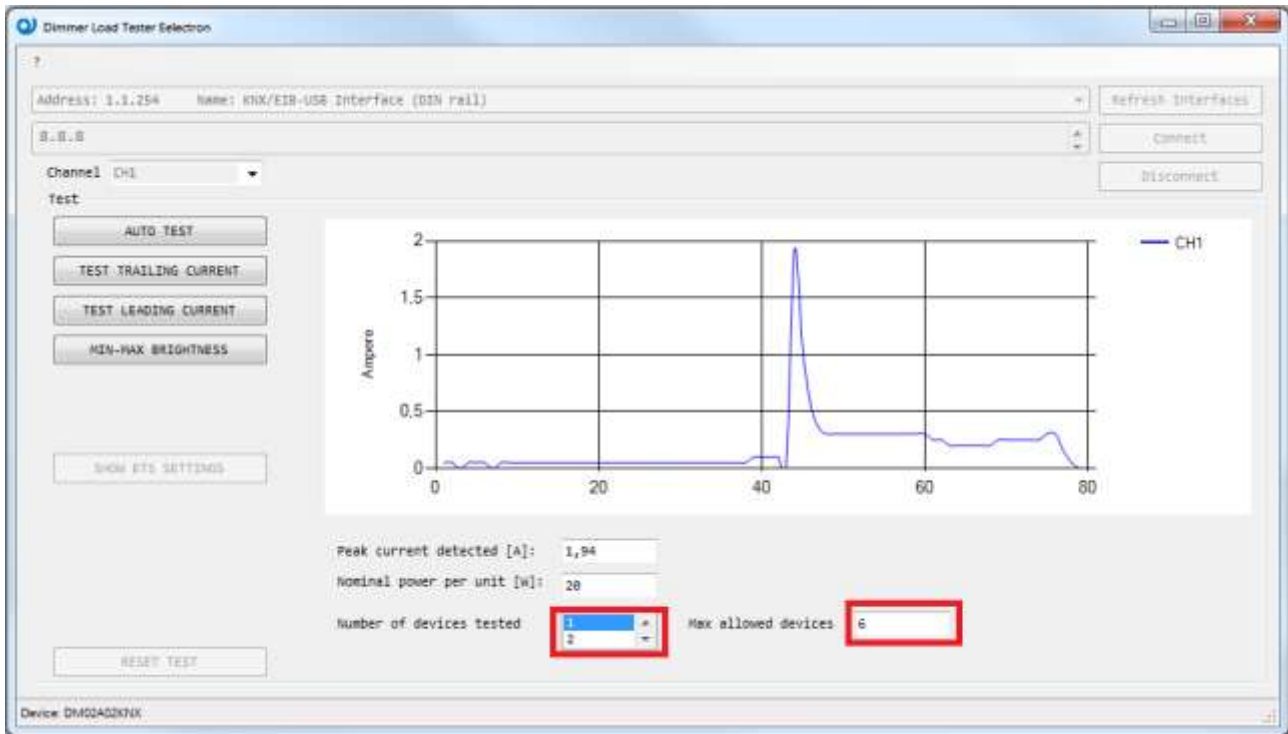 Dimmer Load Tester Selectron
?
Address: 1.1.254 Name: KNX/EIB-USB Interface (DIN rail)
Refresh Interfaces
8.8.8
Connect
Channel CH1
Disconnect
Test
AUTO TEST
TEST TRAILING CURRENT
TEST LEADING CURRENT
MIN-MAX BRIGHTNESS
SHOW ETS SETTINGS
RESET TEST
2
1.5
1
0.5
0
Ampere
0 20 40 60 80
CH1
Peak current detected [A]: 1,94
Nominal power per unit [W]: 20
Number of devices tested 1
2
Max allowed devices 6
Device: DM02A02KNX